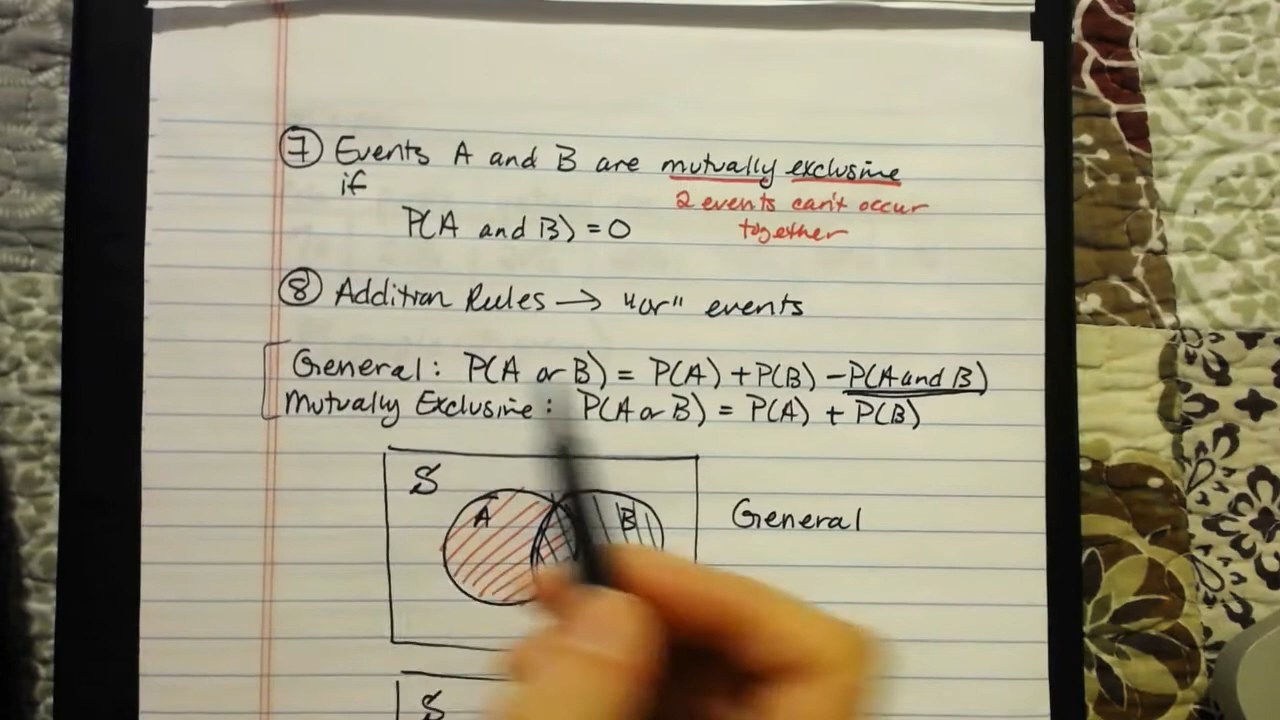 ⑦ Events A and B are mutually exclusive
if
2 events can't occur
P(A and B) = 0
together
⑧ Addition Rules → "or" events
General: P(A or B) = P(A) + P(B) - P(A and B)
Mutually Exclusive: P(A or B) = P(A) + P(B)
S
A
B
General
S